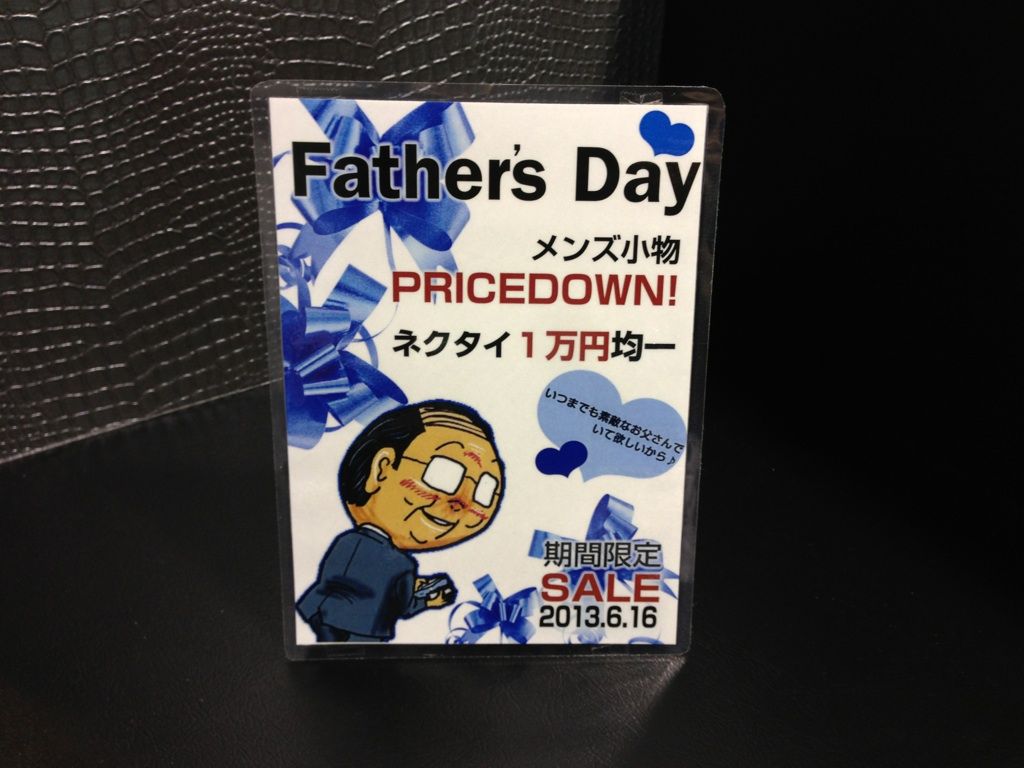 Father's Day
メンズ小物
PRICEDOWN!
ネクタイ1万円均一
いつまでも素敵なお父さんで
いて欲しいから♪
期間限定
SALE
2013.6.16